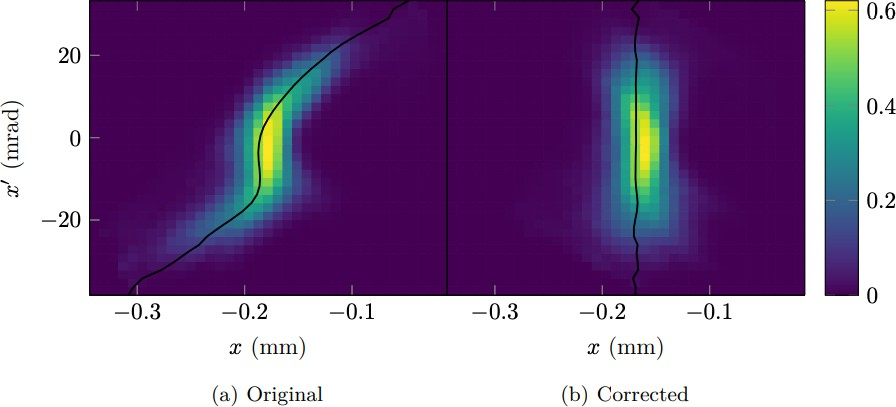 20
0
−20
x′ (mrad)
−0.3 −0.2 −0.1
−0.3 −0.2 −0.1
x (mm)
x (mm)
0.6
0.4
0.2
0
(a) Original
(b) Corrected